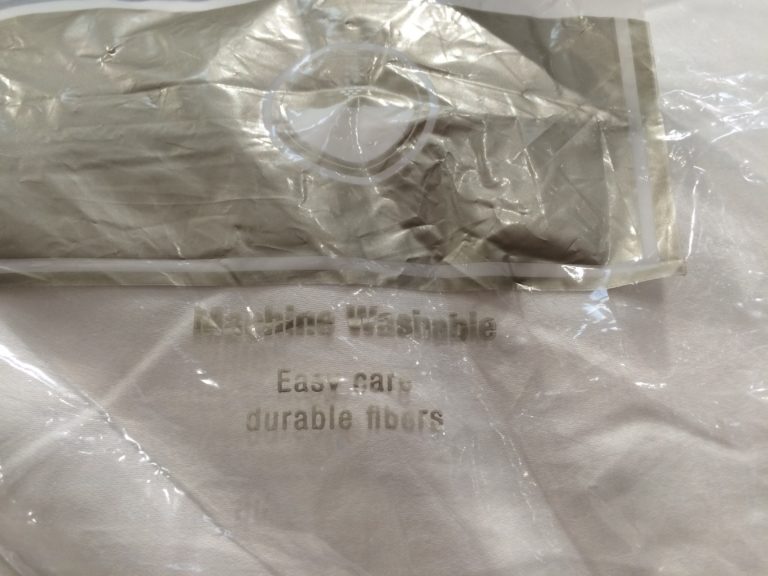 Machine Washable
Easy care
durable fibers